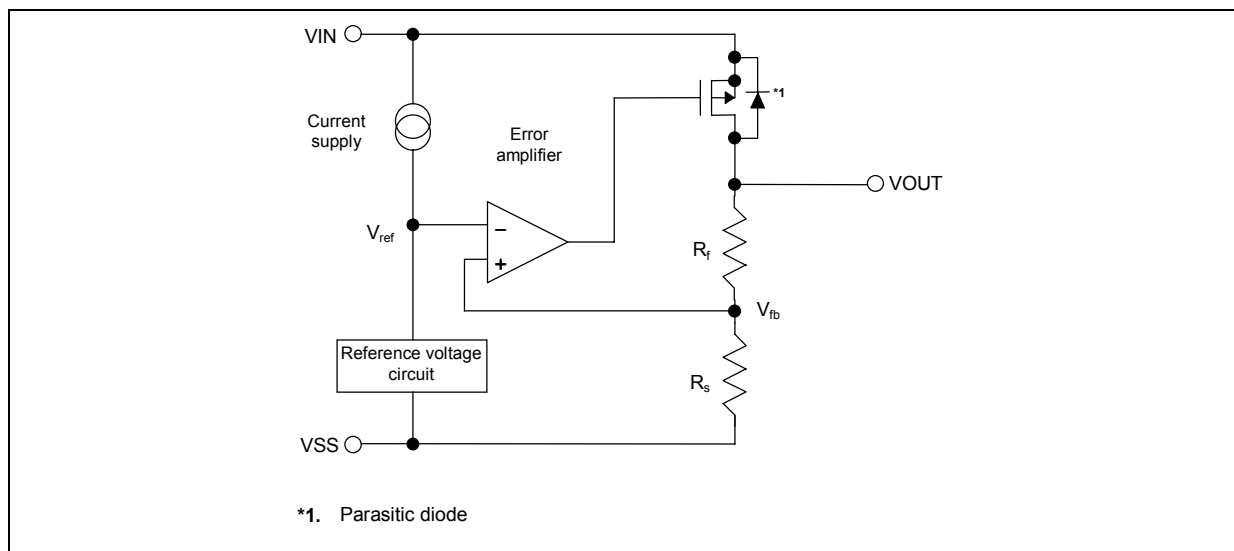 VIN
*1
Current
supply
Error
amplifier
VOUT
Vref
−
+
Rf
Vfb
Reference voltage
circuit
Rs
VSS
*1. Parasitic diode